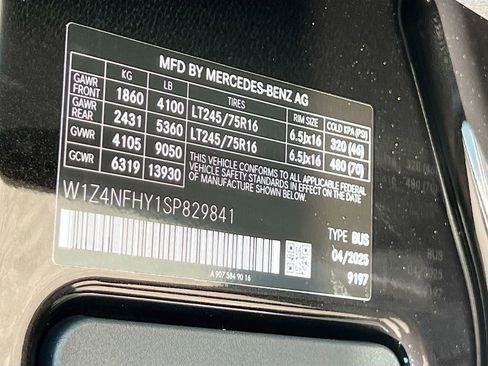 MFD BY MERCEDES-BENZ AG
KG LB TIRES RIM SIZE COLD KPA (PSI)
GAWR FRONT 1860 4100 LT245/75R16 6.5Jx16 320 (46)
GAWR REAR 2431 5360 LT245/75R16 6.5Jx16 480 (70)
GVWR 4105 9050
GCWR 6319 13930
THIS VEHICLE CONFORMS TO ALL APPLICABLE FEDERAL MOTOR
VEHICLE SAFETY STANDARDS IN EFFECT ON THE DATE OF
MANUFACTURE SHOWN ABOVE
W1Z4NFHY1SP829841
TYPE BUS
04/2025
9197
A 907 584 90 16